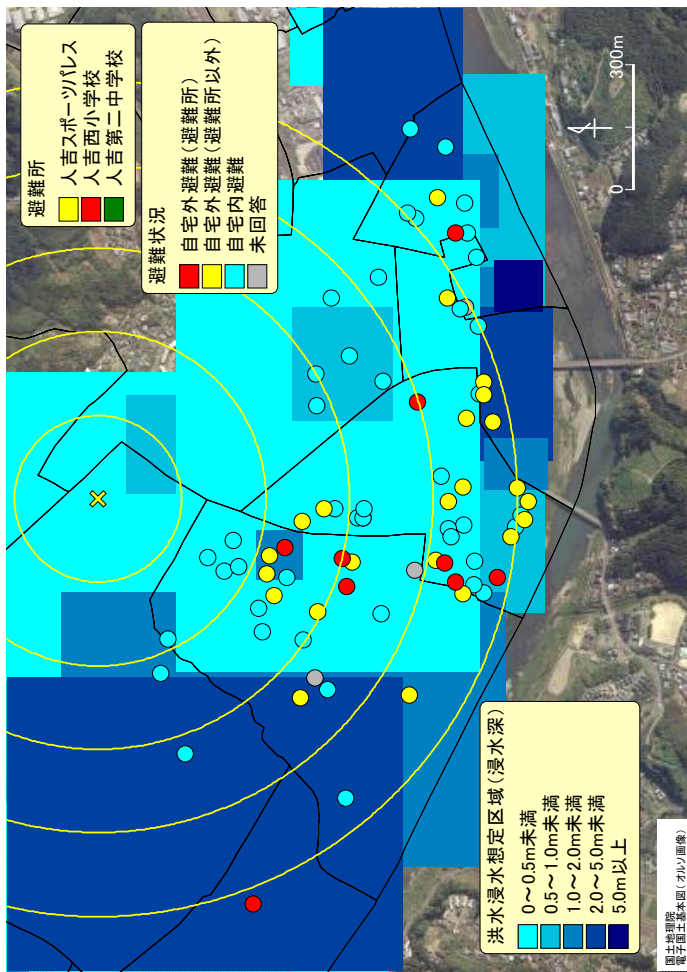 避難所
人吉スポーツパレス
人吉西小学校
人吉第二中学校
避難状況
自宅外避難(避難所)
自宅外避難(避難所以外)
自宅内避難
未回答
0
300m
洪水浸水想定区域(浸水深)
0~0.5m未満
0.5~1.0m未満
1.0~2.0m未満
2.0~5.0m未満
5.0m以上
国土地理院
電子国土基本図(オルソ画像)